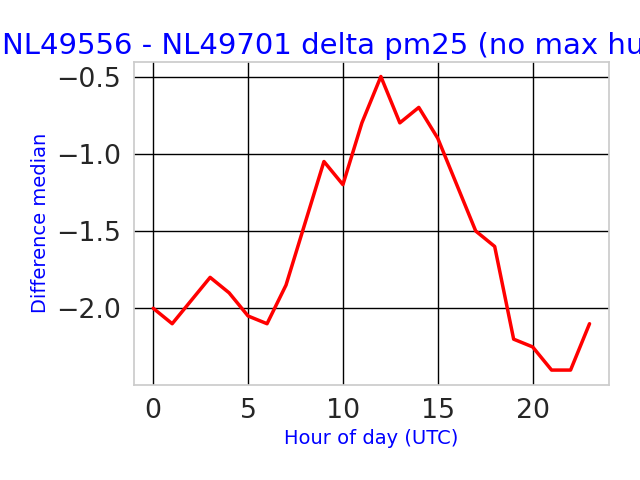 NL49556 - NL49701 delta pm25 (no max hu
−0.5
−1.0
−1.5
−2.0
Difference median
0 5 10 15 20
Hour of day (UTC)